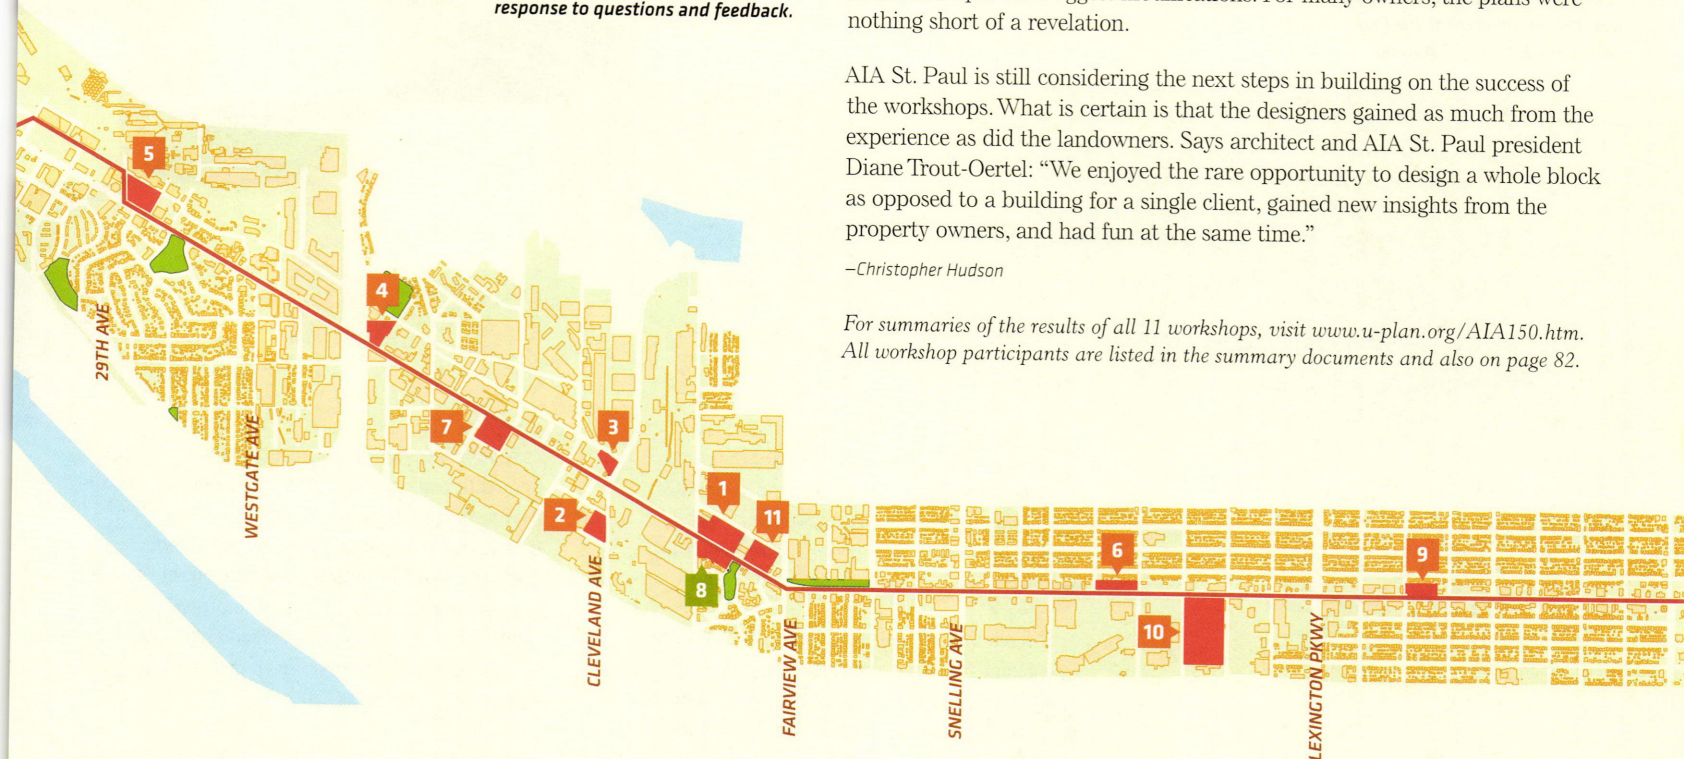 response to questions and feedback.
nothing short of a revelation.
AIA St. Paul is still considering the next steps in building on the success of
the workshops. What is certain is that the designers gained as much from the
experience as did the landowners. Says architect and AIA St. Paul president
Diane Trout-Oertel: “We enjoyed the rare opportunity to design a whole block
as opposed to a building for a single client, gained new insights from the
property owners, and had fun at the same time.”
–Christopher Hudson
For summaries of the results of all 11 workshops, visit www.u-plan.org/AIA150.htm.
All workshop participants are listed in the summary documents and also on page 82.
5
4
29TH AVE
7
3
WESTGATE AVE
1
2
11
6
9
8
CLEVELAND AVE
10
FAIRVIEW AVE
SNELLING AVE
LEXINGTON PKWY